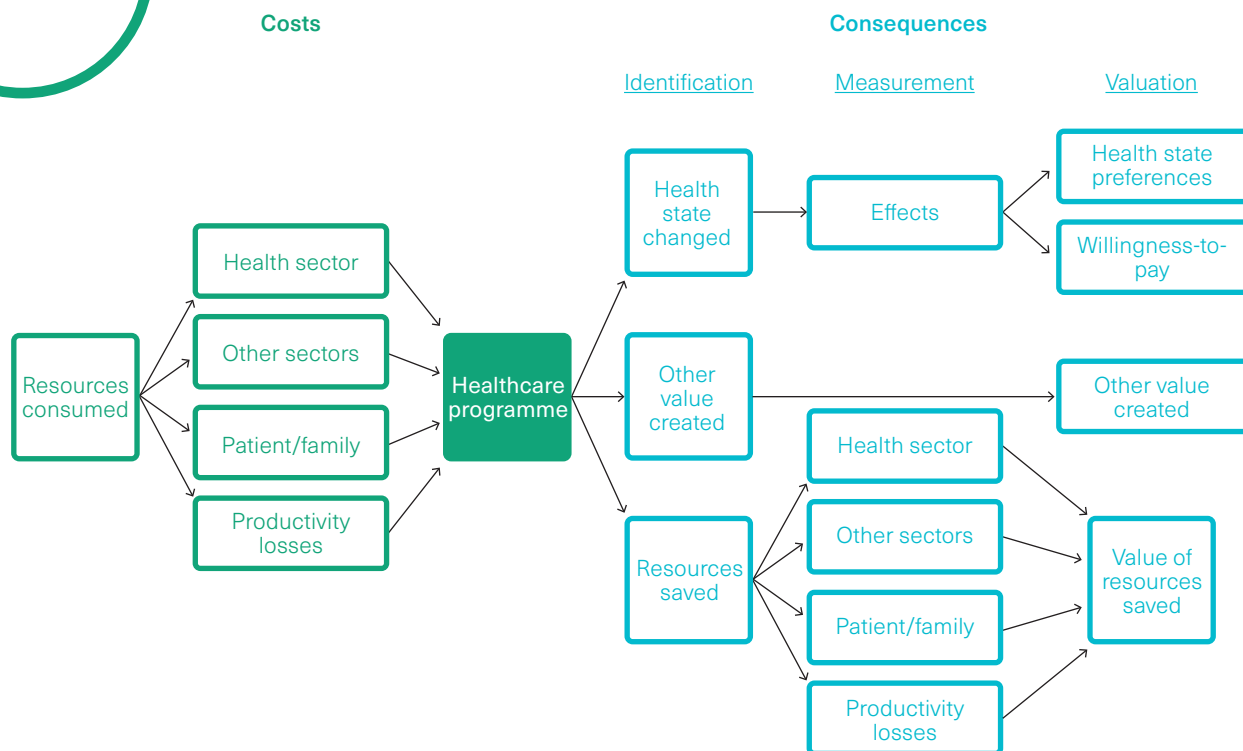 Costs
Consequences
Identification
Measurement
Valuation
Resources
consumed
Health sector
Other sectors
Patient/family
Productivity
losses
Healthcare
programme
Health
state
changed
Effects
Health state
preferences
Willingness-to-
pay
Other
value
created
Other value
created
Resources
saved
Health sector
Other sectors
Patient/family
Productivity
losses
Value of
resources
saved